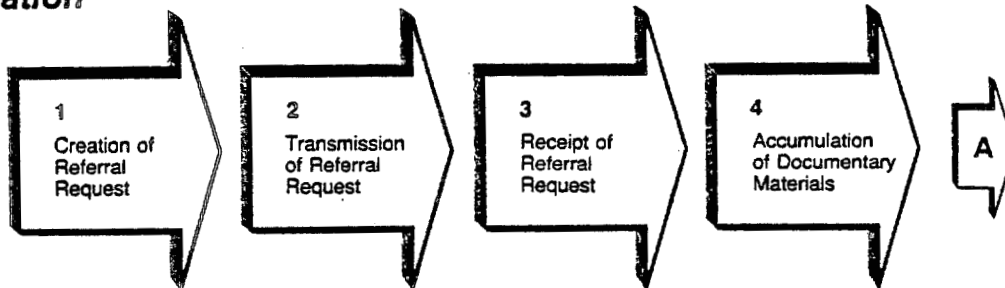 1
Creation of
Referral
Request
2
Transmission
of Referral
Request
3
Receipt of
Referral
Request
4
Accumulation
of Documentary
Materials
A